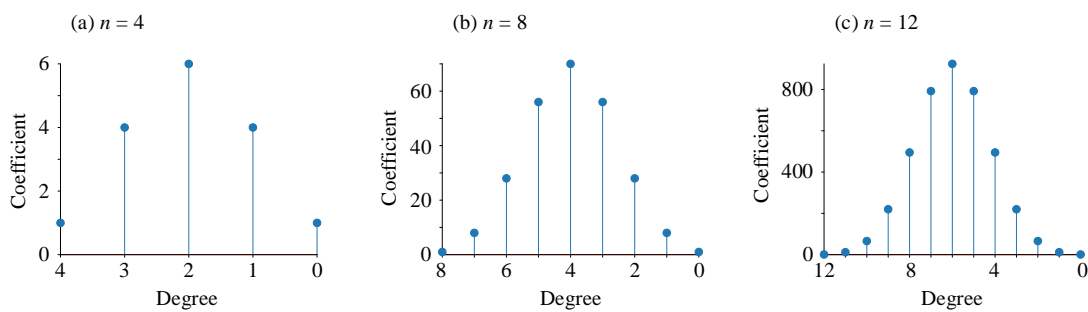 (a) n = 4
6
4
2
0
Coefficient
4 3 2 1 0
Degree
(b) n = 8
60
40
20
0
Coefficient
8 6 4 2 0
Degree
(c) n = 12
800
400
0
Coefficient
12 8 4 0
Degree